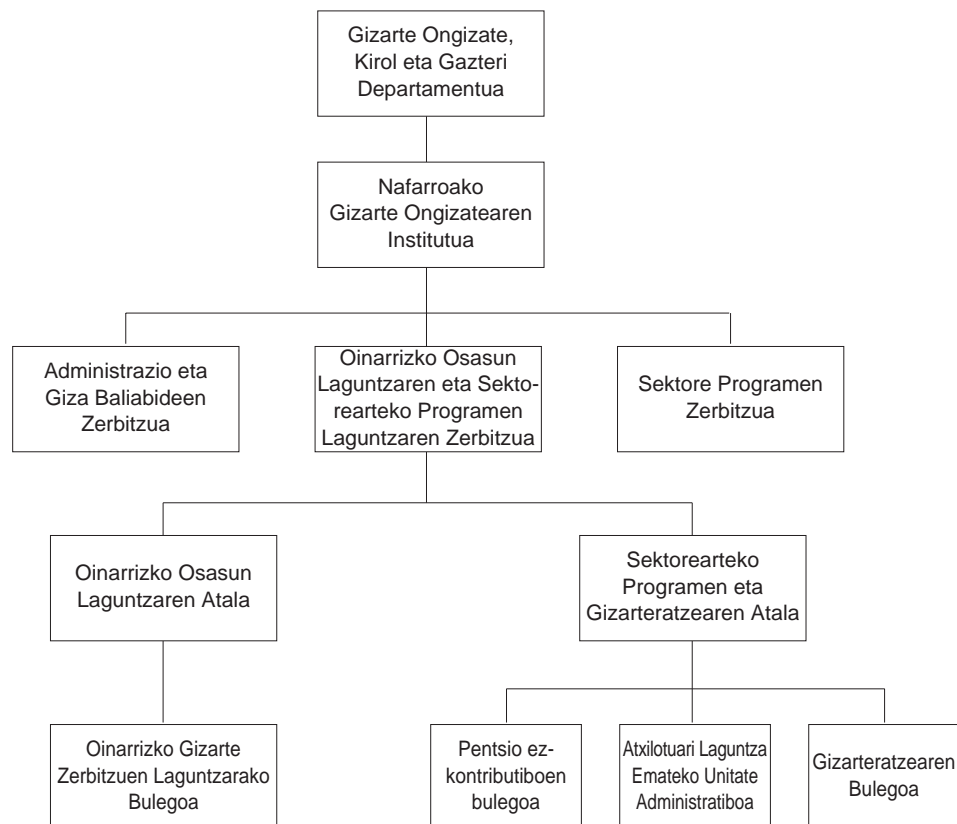 Gizarte Ongizate,
Kirol eta Gazteri
Departamentua
Nafarroako
Gizarte Ongizatearen
Institutua
Administrazio eta
Giza Baliabideen
Zerbitzua
Oinarrizko Osasun
Laguntzaren eta Sekto-
rearteko Programen
Laguntzaren Zerbitzua
Sektore Programen
Zerbitzua
Oinarrizko Osasun
Laguntzaren Atala
Sektorearteko
Programen eta
Gizarteratzearen Atala
Oinarrizko Gizarte
Zerbitzuen Laguntzarako
Bulegoa
Pentsio ez-
kontributiboen
bulegoa
Atxilotuari Laguntza
Emateko Unitate
Administratiboa
Gizarteratzearen
Bulegoa